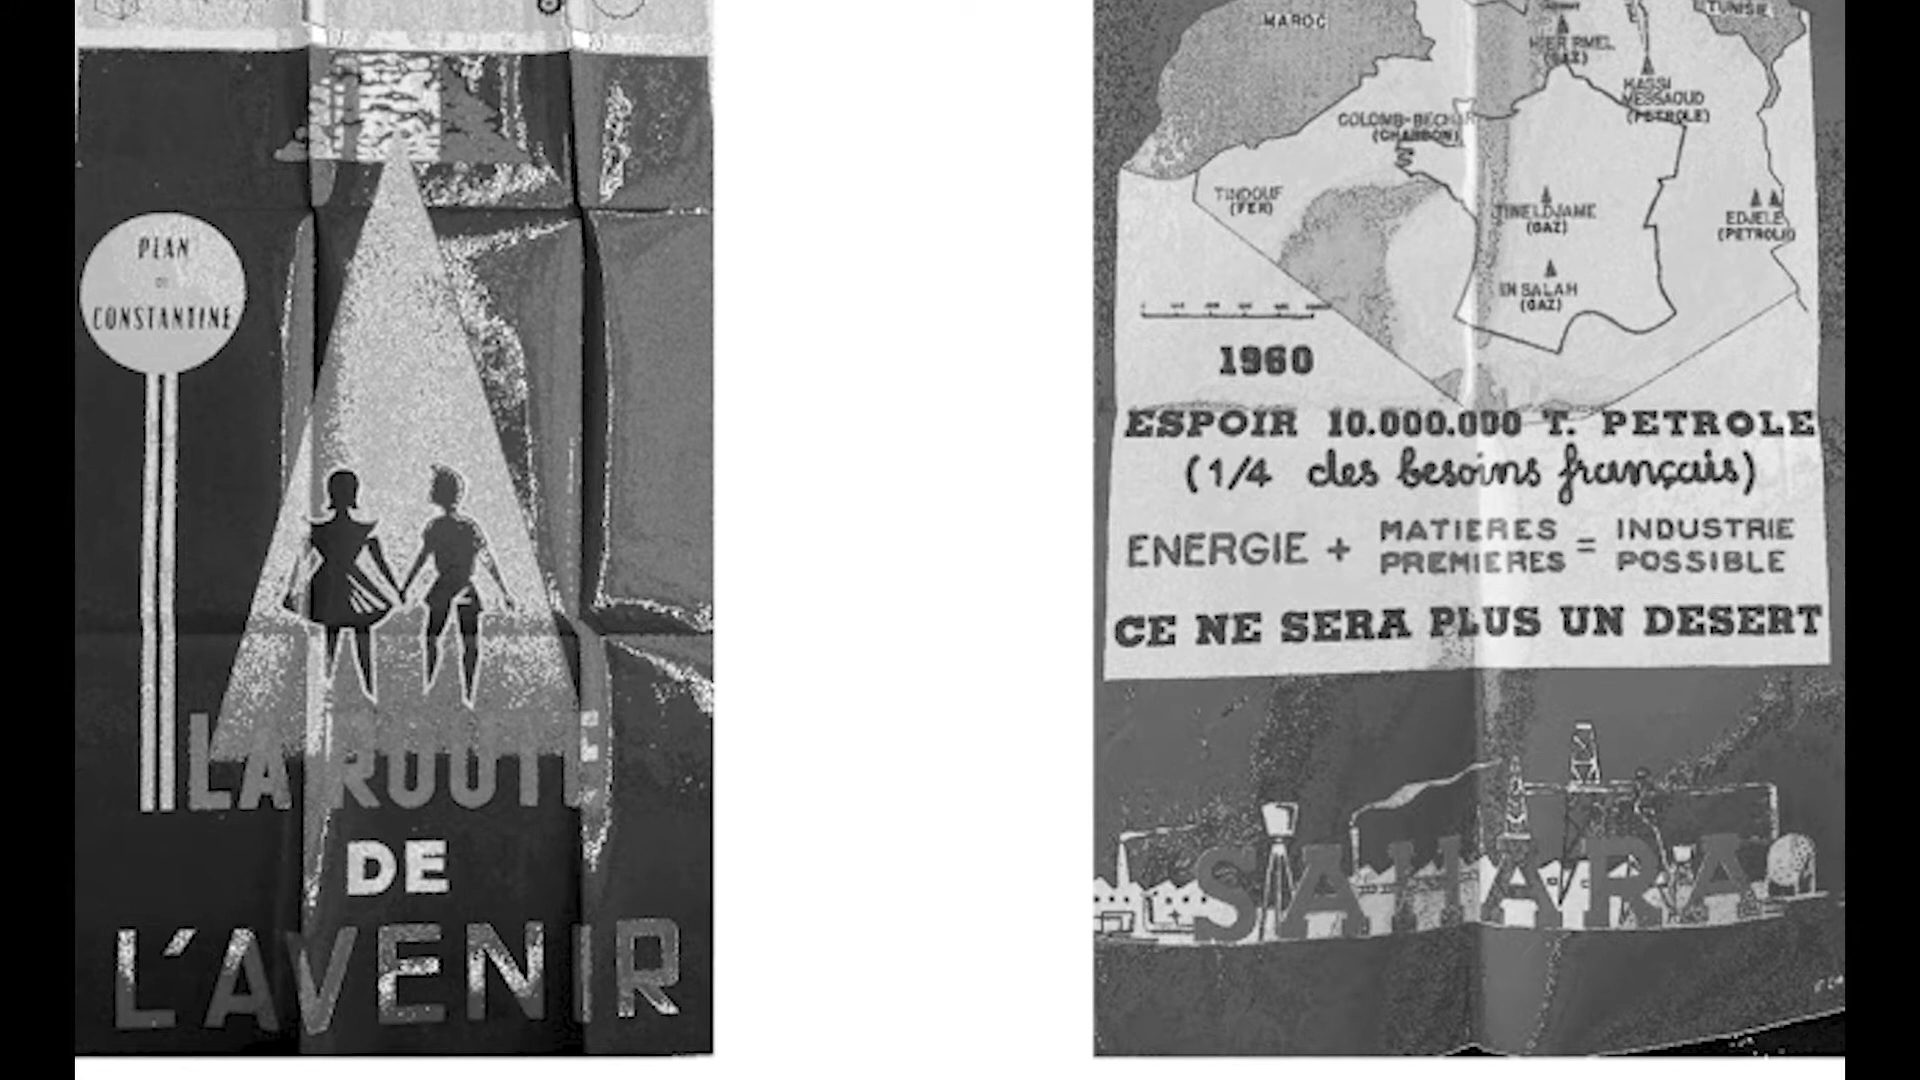 PLAN
DE
CONSTANTINE
LA ROUTE
DE
L'AVENIR
MAROC
TUNISIE
(GAZ)
HASSI
MESSAOUD
(PETROLE)
COLOMB-BECHAR
(CHARBON)
TINDOUF
(FER)
(GAZ)
EDJELE
(PETROLE)
IN SALAH
(GAZ)
1960
ESPOIR 10.000.000 T. PETROLE
(1/4 des besoins français)
ENERGIE + MATIERES PREMIERES = INDUSTRIE POSSIBLE
CE NE SERA PLUS UN DESERT
SAHARA